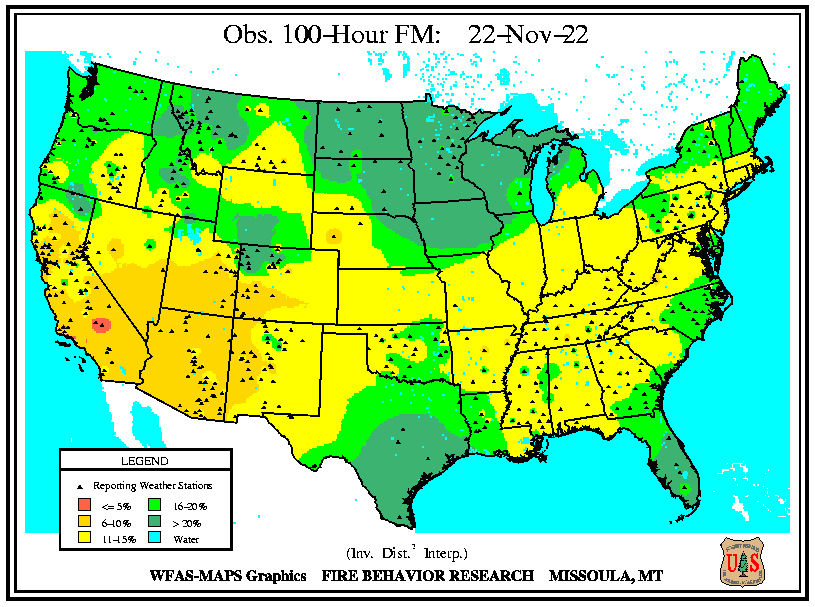 Obs. 100-Hour FM: 22-Nov-22
LEGEND
Reporting Weather Stations
<= 5%
16-20%
6-10%
> 20%
11-15%
Water
(Inv. Dist.² Interp.)
WFAS-MAPS Graphics FIRE BEHAVIOR RESEARCH MISSOULA, MT
U S